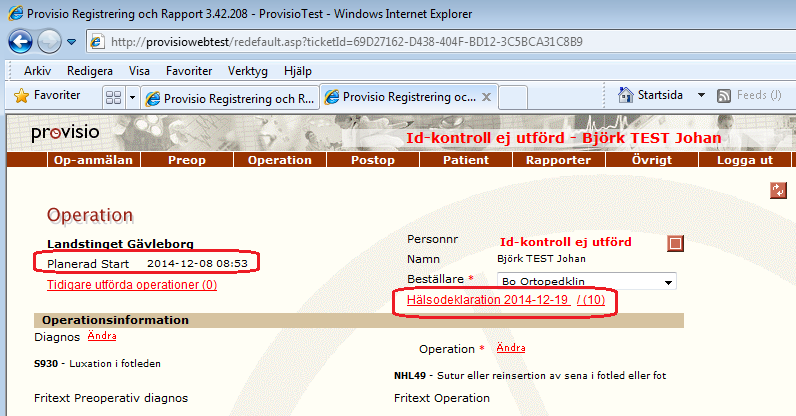 Provisio Registrering och Rapport 3.42.208 - ProvisioTest - Windows Internet Explorer
http://provisiowebtest/redefault.asp?ticketId=69D27162-D438-404F-BD12-3C5BCA31C8B9
Arkiv Redigera Visa Favoriter Verktyg Hjälp
Favoriter Provisio Registrering och R... Provisio Registrering oc... Startsida Feeds (J)
provisio Id-kontroll ej utförd - Björk TEST Johan
Op-anmälan Preop Operation Postop Patient Rapporter Övrigt Logga ut
Operation
Landstinget Gävleborg
Planerad Start 2014-12-08 08:53
Tidigare utförda operationer (0)
Personnr Id-kontroll ej utförd
Namn Björk TEST Johan
Beställare * Bo Ortopedklin
Hälsodeklaration 2014-12-19 / (10)
Operationsinformation
Diagnos Ändra
Operation * Ändra
S930 - Luxation i fotleden
NHL49 - Sutur eller reinsertion av sena i fotled eller fot
Fritext Preoperativ diagnos
Fritext Operation